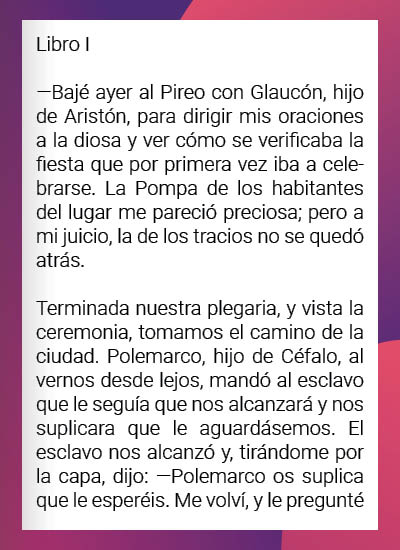 Libro I
—Bajé ayer al Pireo con Glaucón, hijo
de Aristón, para dirigir mis oraciones
a la diosa y ver cómo se verificaba la
fiesta que por primera vez iba a cele-
brarse. La Pompa de los habitantes
del lugar me pareció preciosa; pero a
mi juicio, la de los tracios no se quedó
atrás.
Terminada nuestra plegaria, y vista la
ceremonia, tomamos el camino de la
ciudad. Polemarco, hijo de Céfalo, al
vernos desde lejos, mandó al esclavo
que le seguía que nos alcanzará y nos
suplicara que le aguardásemos. El
esclavo nos alcanzó y, tirándome por
la capa, dijo: —Polemarco os suplica
que le esperéis. Me volví, y le pregunté